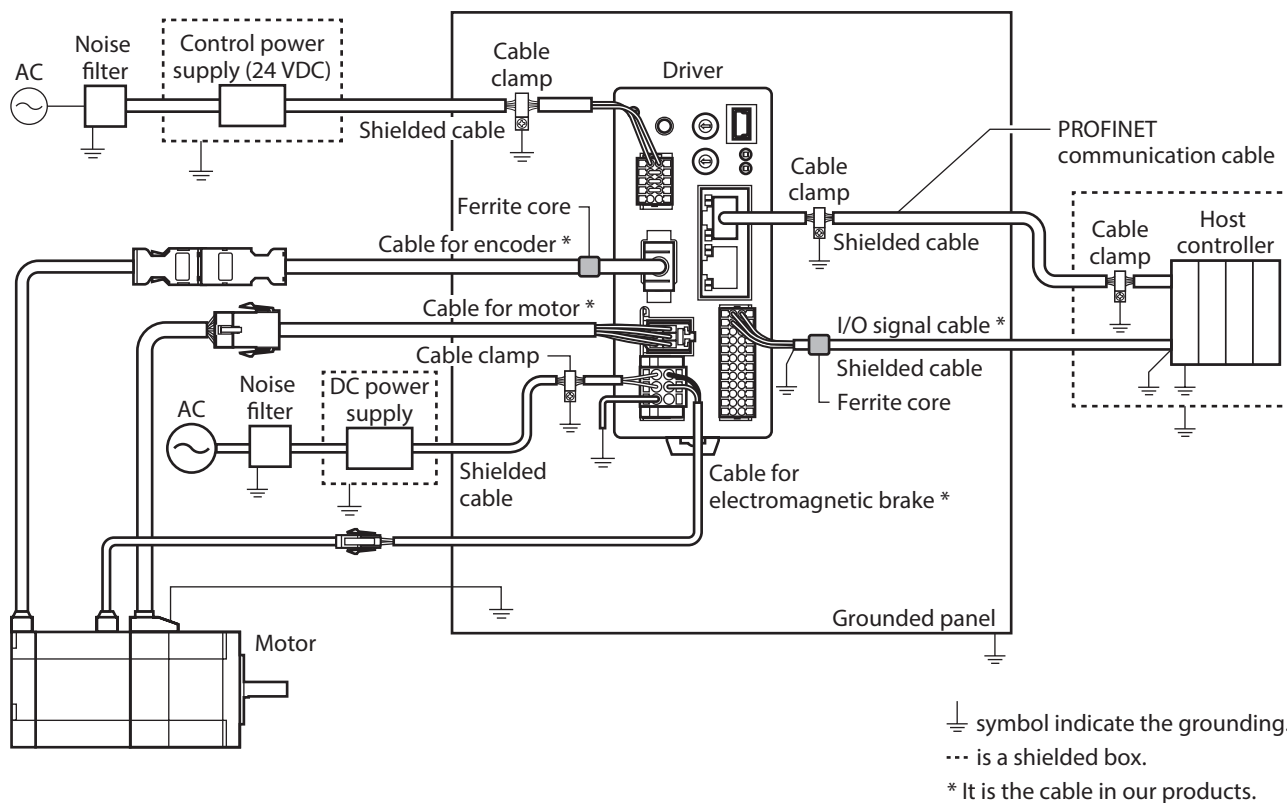 AC
Noise
filter
Control power
supply (24 VDC)
Cable
clamp
Shielded cable
Driver
PROFINET
communication cable
Cable
clamp
Shielded cable
Cable
clamp
Host
controller
Ferrite core
Cable for encoder *
Cable for motor *
I/O signal cable *
Shielded cable
Ferrite core
Cable clamp
AC
Noise
filter
DC power
supply
Shielded
cable
Cable for
electromagnetic brake *
Motor
Grounded panel
symbol indicate the grounding.
--- is a shielded box.
* It is the cable in our products.